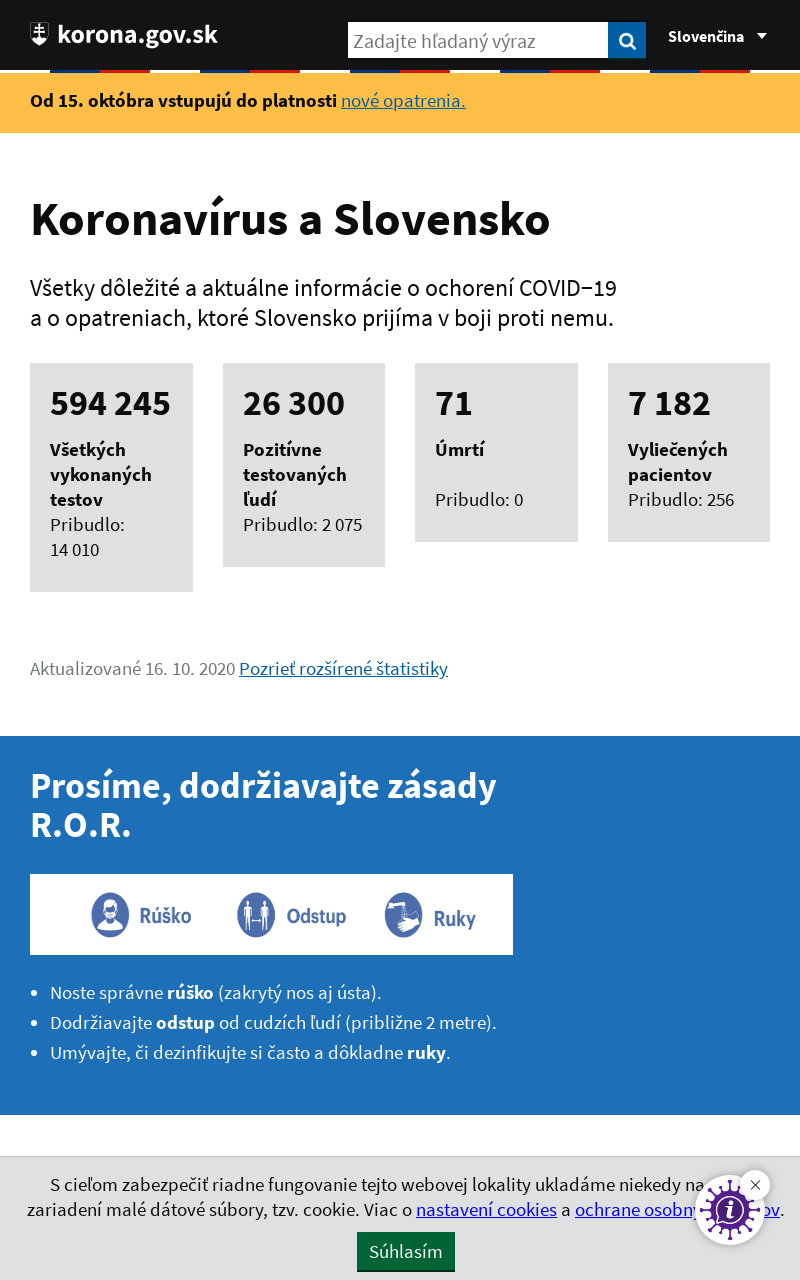 korona.gov.sk
Zadajte hľadaný výraz
Slovenčina
Od 15. októbra vstupujú do platnosti nové opatrenia.
Koronavírus a Slovensko
Všetky dôležité a aktuálne informácie o ochorení COVID−19
a o opatreniach, ktoré Slovensko prijíma v boji proti nemu.
594 245
Všetkých
vykonaných
testov
Pribudlo:
14 010
26 300
Pozitívne
testovaných
ľudí
Pribudlo: 2 075
71
Úmrtí
Pribudlo: 0
7 182
Vyliečených
pacientov
Pribudlo: 256
Aktualizované 16. 10. 2020 Pozrieť rozšírené štatistiky
Prosíme, dodržiavajte zásady
R.O.R.
Rúško
Odstup
Ruky
Noste správne rúško (zakrytý nos aj ústa).
Dodržiavajte odstup od cudzích ľudí (približne 2 metre).
Umývajte, či dezinfikujte si často a dôkladne ruky.
S cieľom zabezpečiť riadne fungovanie tejto webovej lokality ukladáme niekedy na
zariadení malé dátové súbory, tzv. cookie. Viac o nastavení cookies a ochrane
Súhlasím